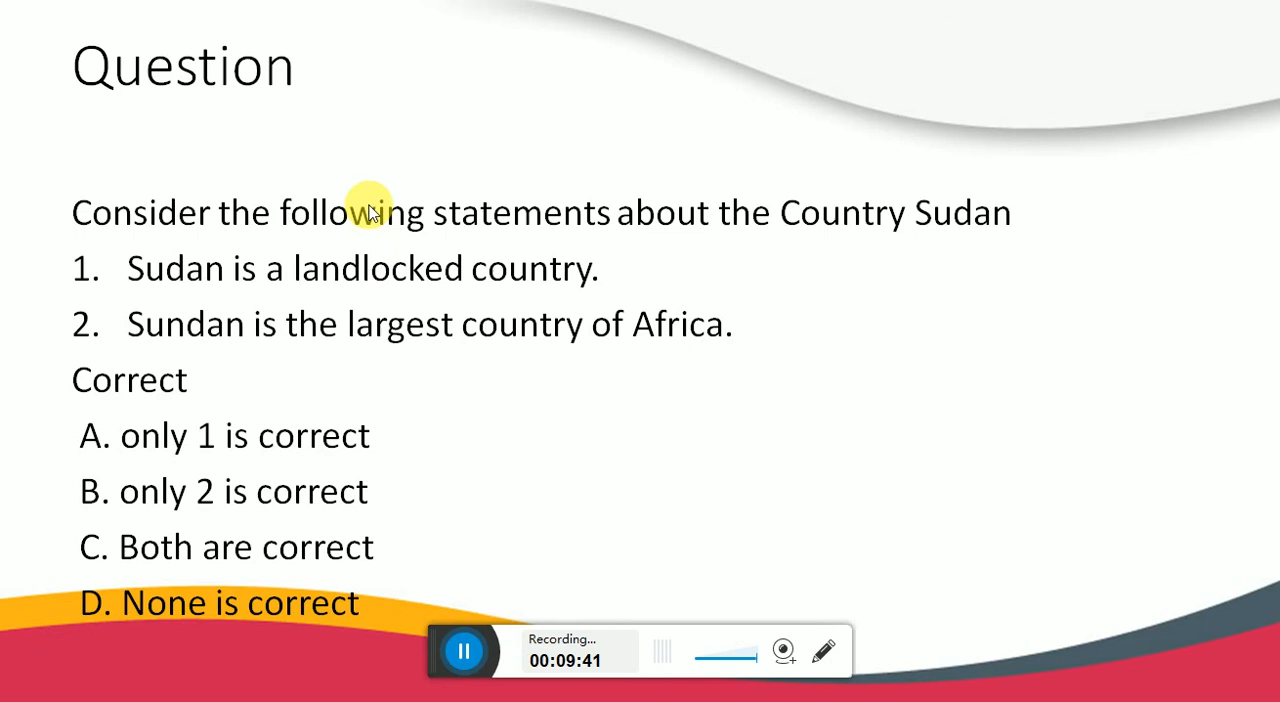 Question
Consider the following statements about the Country Sudan
1. Sudan is a landlocked country.
2. Sundan is the largest country of Africa.
Correct
A. only 1 is correct
B. only 2 is correct
C. Both are correct
D. None is correct
Recording...
00:09:41